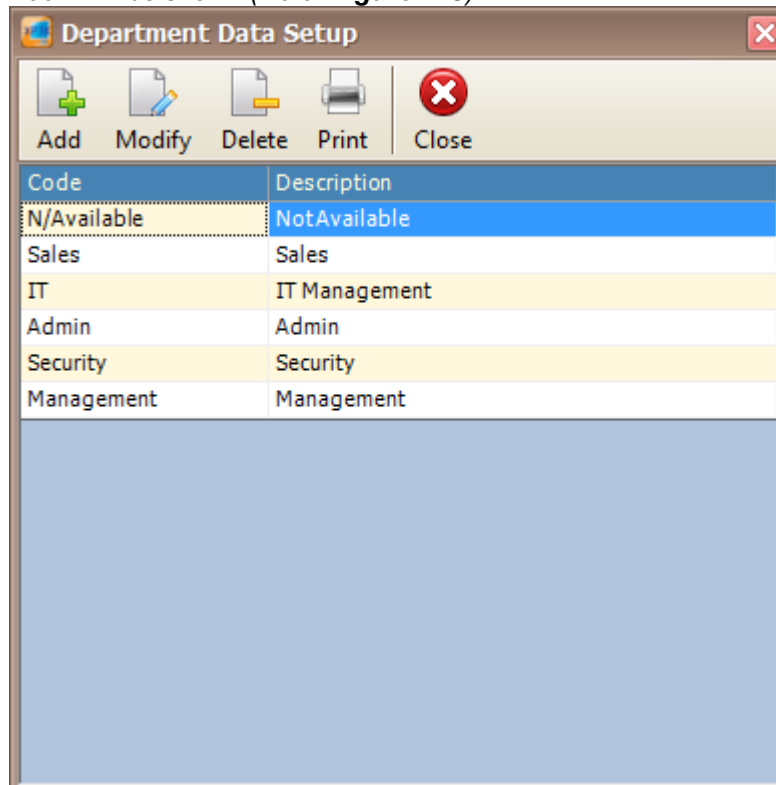 Department Data Setup
Add Modify Delete Print Close
Code Description
N/Available NotAvailable
Sales Sales
IT IT Management
Admin Admin
Security Security
Management Management